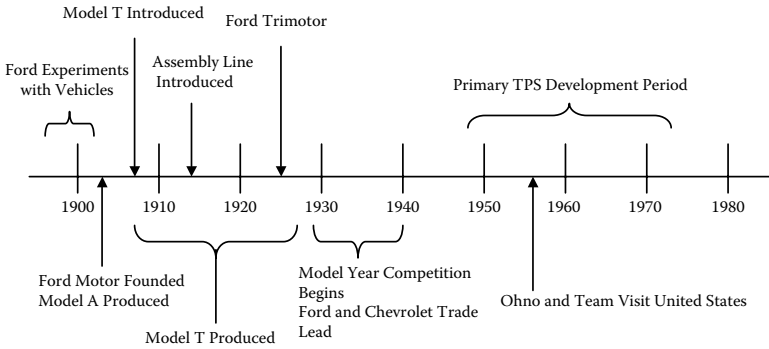 Model T Introduced
Ford Trimotor
Ford Experiments
with Vehicles
Assembly Line
Introduced
Primary TPS Development Period
1900
1910
1920
1930
1940
1950
1960
1970
1980
Ford Motor Founded
Model A Produced
Model T Produced
Model Year Competition
Begins
Ford and Chevrolet Trade
Lead
Ohno and Team Visit United States